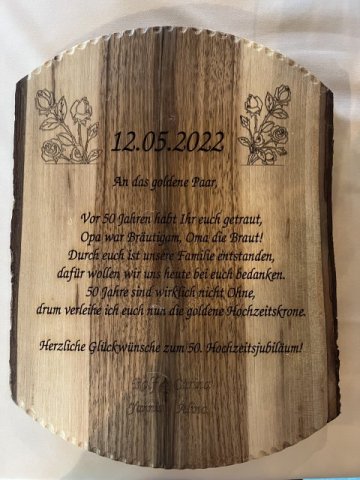 12.05.2022
An das goldene Paar,
Vor 50 Jahren habt Ihr euch getraut,
Opa war Bräutigam, Oma die Braut!
Durch euch ist unsere Familie entstanden,
dafür wollen wir uns heute bei euch bedanken.
50 Jahre sind wirklich nicht Ohne,
drum verleihe ich euch nun die goldene Hochzeitskrone.
Herzliche Glückwünsche zum 50. Hochzeitsjubiläum!